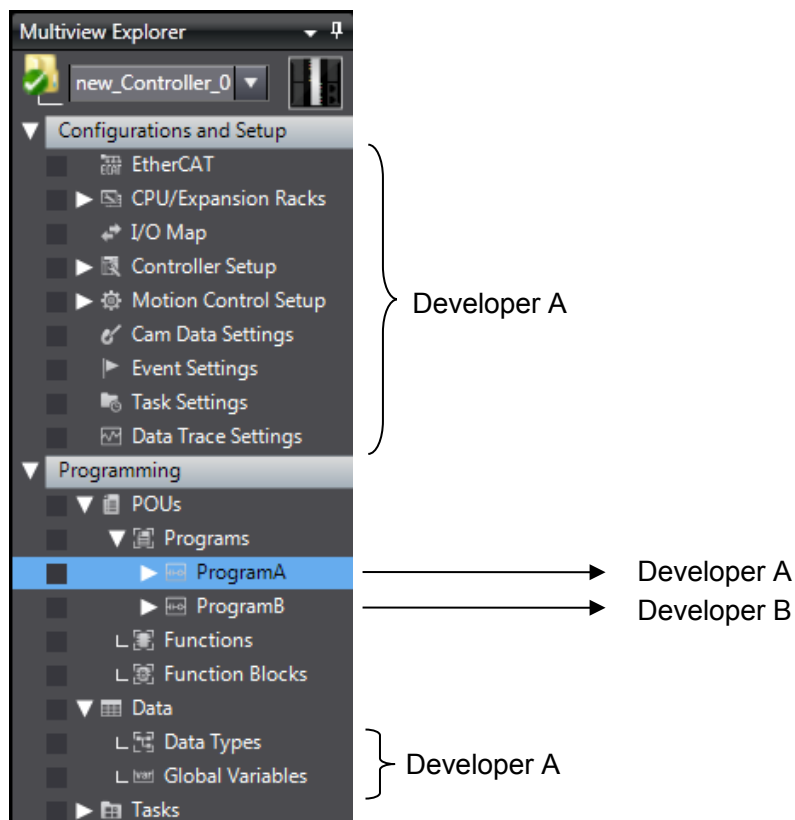 Multiview Explorer
new_Controller_0
Configurations and Setup
EtherCAT
CPU/Expansion Racks
I/O Map
Controller Setup
Motion Control Setup
Cam Data Settings
Event Settings
Task Settings
Data Trace Settings
Developer A
Programming
POUs
Programs
ProgramA Developer A
ProgramB Developer B
Functions
Function Blocks
Data
Data Types
Global Variables
Developer A
Tasks